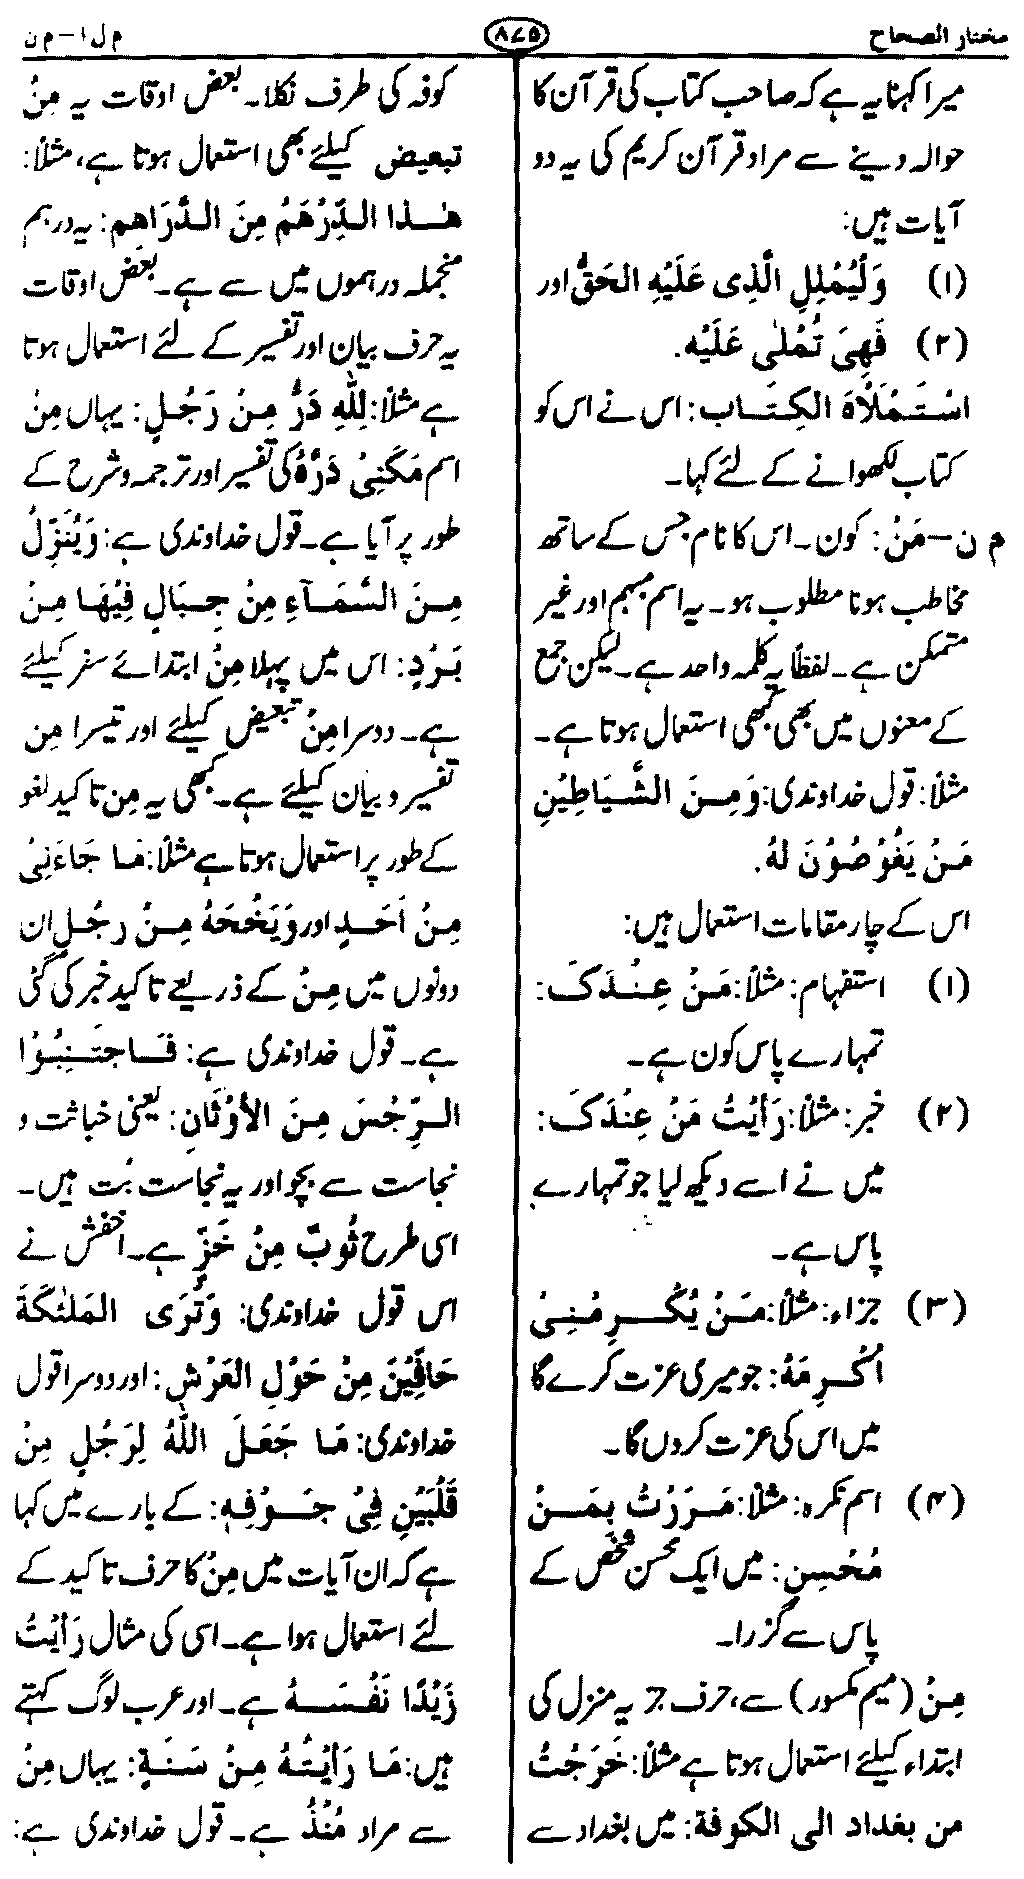 مختار الصحاح
۸۷۵
م ل ا – م ن
میرا کہنا یہ ہے کہ صاحب کتاب کی قرآن کا
حوالہ دینے سے مراد قرآن کریم کی یہ دو
آیات ہیں:
(۱) وَلْيُمْلِلِ الَّذِى عَلَيْهِ الحَقُّ اور
(۲) فَهِىَ تُمْلٰى عَلَيْهِ.
اسْتَمْلَاَهُ الكِتَاب: اس نے اس کو
کتاب لکھوانے کے لئے کہا۔
م ن – مَنْ: کون۔ اس کا نام جس کے ساتھ
مخاطب ہونا مطلوب ہو۔ یہ اسم مبہم اور غیر
متمکن ہے۔ لفظاً یہ کلمہ واحد ہے۔ لیکن جمع
کے معنوں میں بھی کبھی استعمال ہوتا ہے۔
مثلاً: قول خداوندی: وَمِنَ الشَّيَاطِيْنِ
مَنْ يَغُوْصُوْنَ لَهُ.
اس کے چار مقامات استعمال ہیں:
(۱) استفہام: مثلاً: مَنْ عِنْدَکَ:
تمہارے پاس کون ہے۔
(۲) خبر: مثلاً: رَأيْتُ مَنْ عِنْدَکَ:
میں نے اسے دیکھ لیا جو تمہارے
پاس ہے۔
(۳) جزاء: مثلاً: مَنْ يُكْرِمُنِىْ
اُكْرِمَهُ: جو میری عزت کرے گا
میں اس کی عزت کروں گا۔
(۴) اسم نکرہ: مثلاً: مَرَرْتُ بِمَنْ
مُحْسِنٍ: میں ایک محسن شخص کے
پاس سے گزرا۔
مِنْ (میم مکسور) سے، حرف جر یہ منزل کی
ابتداء کیلئے استعمال ہوتا ہے مثلاً: خَرَجْتُ
من بغداد الى الكوفة: میں بغداد سے
کوفہ کی طرف نکلا۔ بعض اوقات یہ مِنْ
تبعیض کیلئے بھی استعمال ہوتا ہے، مثلاً:
هٰذا الدِّرْهَمُ مِنَ الدَّرَاهِم: یہ درہم
منجملہ درہموں میں سے ہے۔ بعض اوقات
یہ حرف بیان اور تفسیر کے لئے استعمال ہوتا
ہے مثلاً: لِلّٰهِ دَرُّ مِنْ رَجُلٍ: یہاں مِنْ
اسم مَكْنِىْ دَرَّهُ کی تفسیر اور ترجمہ و شرح کے
طور پر آیا ہے۔ قول خداوندی ہے: وَيُنَزِّلُ
مِنَ السَّمَآءِ مِنْ جِبَالٍ فِيْهَا مِنْ
بَرْدٍ: اس میں پہلا مِنْ ابتدائے سفر کیلئے
ہے۔ دوسرا مِنْ تبعیض کیلئے اور تیسرا مِن
تفسیر و بیان کیلئے ہے۔ کبھی یہ مِن تاکید لغو
کے طور پر استعمال ہوتا ہے مثلاً: مَا جَاءَنِىْ
مِنْ اَحَدٍ اور وَيَحْحَهُ مِنْ رجُلٍ ان
دونوں میں مِنْ کے ذریعے تاکید خبر کی گئی
ہے۔ قول خداوندی ہے: فَاجتَنِبُوْا
الرِّجْسَ مِنَ الأوْثَانِ: یعنی خباثت و
نجاست سے بچو اور یہ نجاست بُت ہیں۔
اسی طرح ثُوبٌ مِنْ خَزٍّ ہے۔ اخفش نے
اس قول خداوندی: وَتُرَى المَلٰئِكَةَ
حَافِّيْنَ مِنْ حَوْلِ العَرْش: اور دوسرا قول
خداوندی: مَا جَعَلَ اللّٰهُ لِرَجُلٍ مِنْ
قَلْبَيْنِ فِىْ جَوْفِهٖ: کے بارے میں کہا
ہے کہ ان آیات میں مِنْ کا حرف تاکید کے
لئے استعمال ہوا ہے۔ اسی کی مثال رَأيْتُ
زَيْدًا نَفْسَهُ ہے۔ اور عرب لوگ کہتے
ہیں: مَا رَأيْتُهُ مِنْ سَنَةٍ: یہاں مِنْ
سے مراد مُنْذُ ہے۔ قول خداوندی ہے: